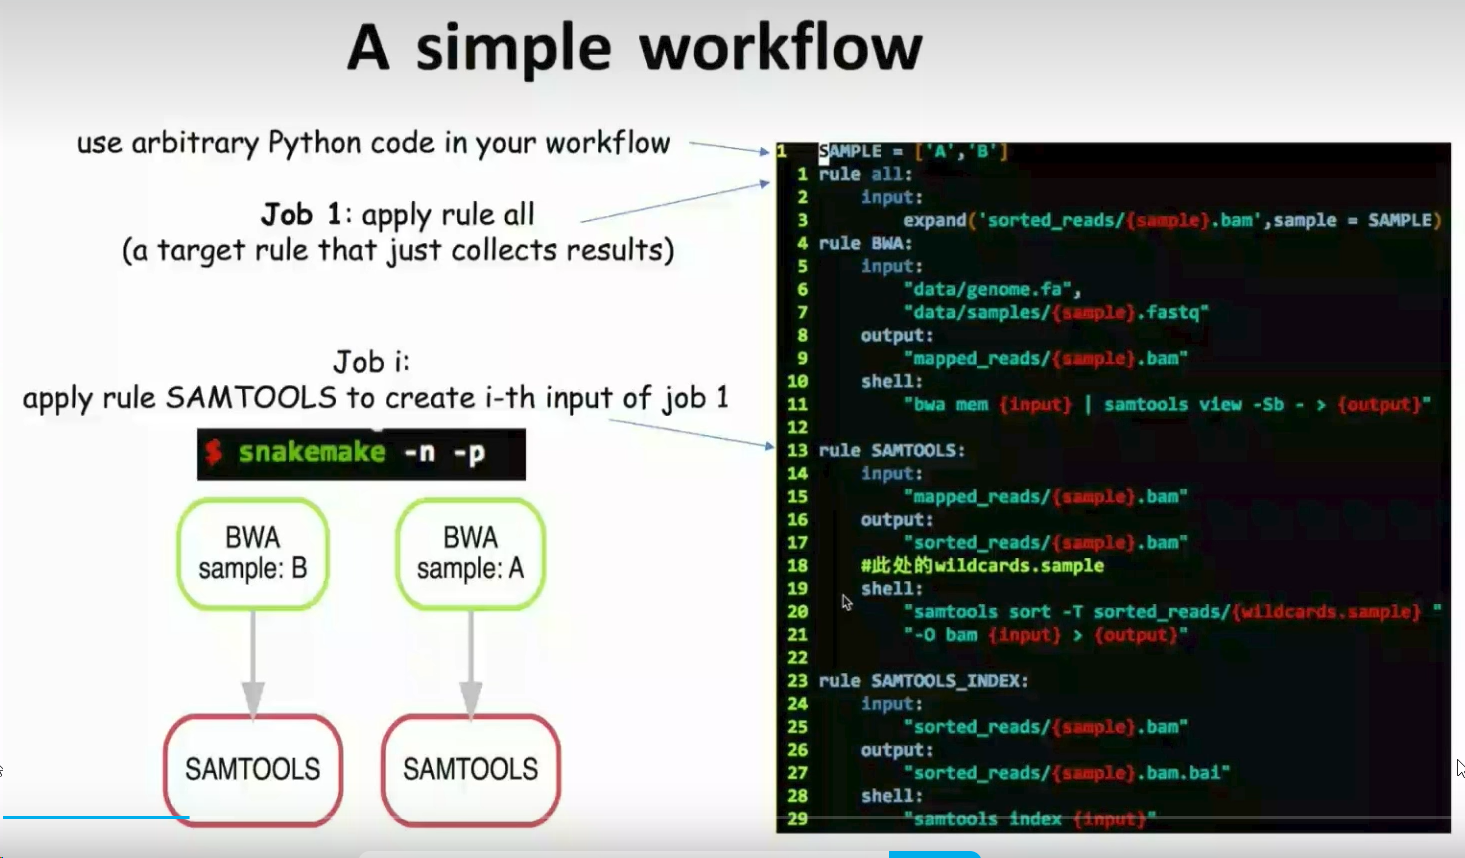 A simple workflow
use arbitrary Python code in your workflow
Job 1: apply rule all
(a target rule that just collects results)
Job i:
apply rule SAMTOOLS to create i-th input of job 1
$ snakemake -n -p
BWA
sample: B
BWA
sample: A
SAMTOOLS
SAMTOOLS
1 SAMPLE = ['A','B']
1 rule all:
2 input:
3 expand('sorted_reads/{sample}.bam',sample = SAMPLE)
4 rule BWA:
5 input:
6 "data/genome.fa",
7 "data/samples/{sample}.fastq"
8 output:
9 "mapped_reads/{sample}.bam"
10 shell:
11 "bwa mem {input} | samtools view -Sb - > {output}"
12
13 rule SAMTOOLS:
14 input:
15 "mapped_reads/{sample}.bam"
16 output:
17 "sorted_reads/{sample}.bam"
18 #此处的wildcards.sample
19 shell:
20 "samtools sort -T sorted_reads/{wildcards.sample} "
21 "-O bam {input} > {output}"
22
23 rule SAMTOOLS_INDEX:
24 input:
25 "sorted_reads/{sample}.bam"
26 output:
27 "sorted_reads/{sample}.bam.bai"
28 shell:
29 "samtools index {input}"